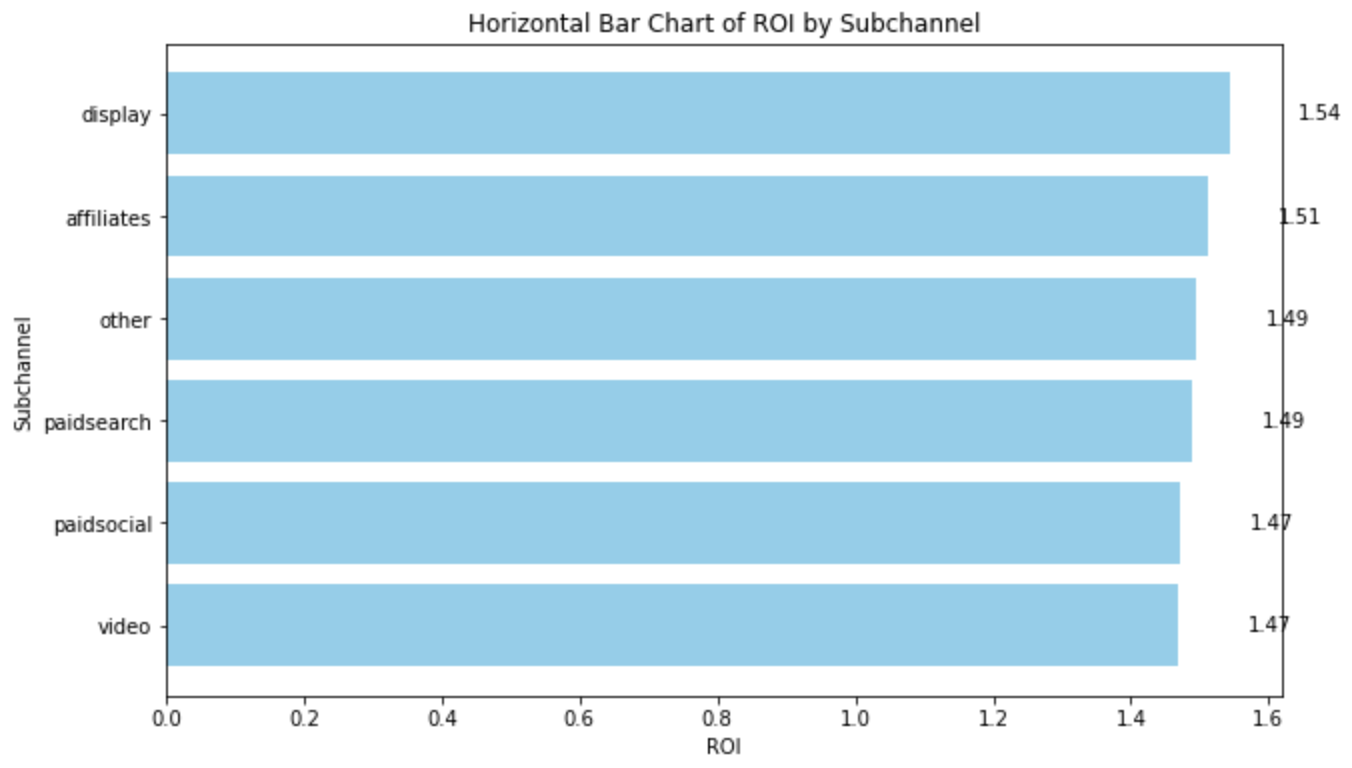 Horizontal Bar Chart of ROI by Subchannel
display 1.54
affiliates 1.51
other 1.49
paidsearch 1.49
paidsocial 1.47
video 1.47
Subchannel
0.0 0.2 0.4 0.6 0.8 1.0 1.2 1.4 1.6
ROI